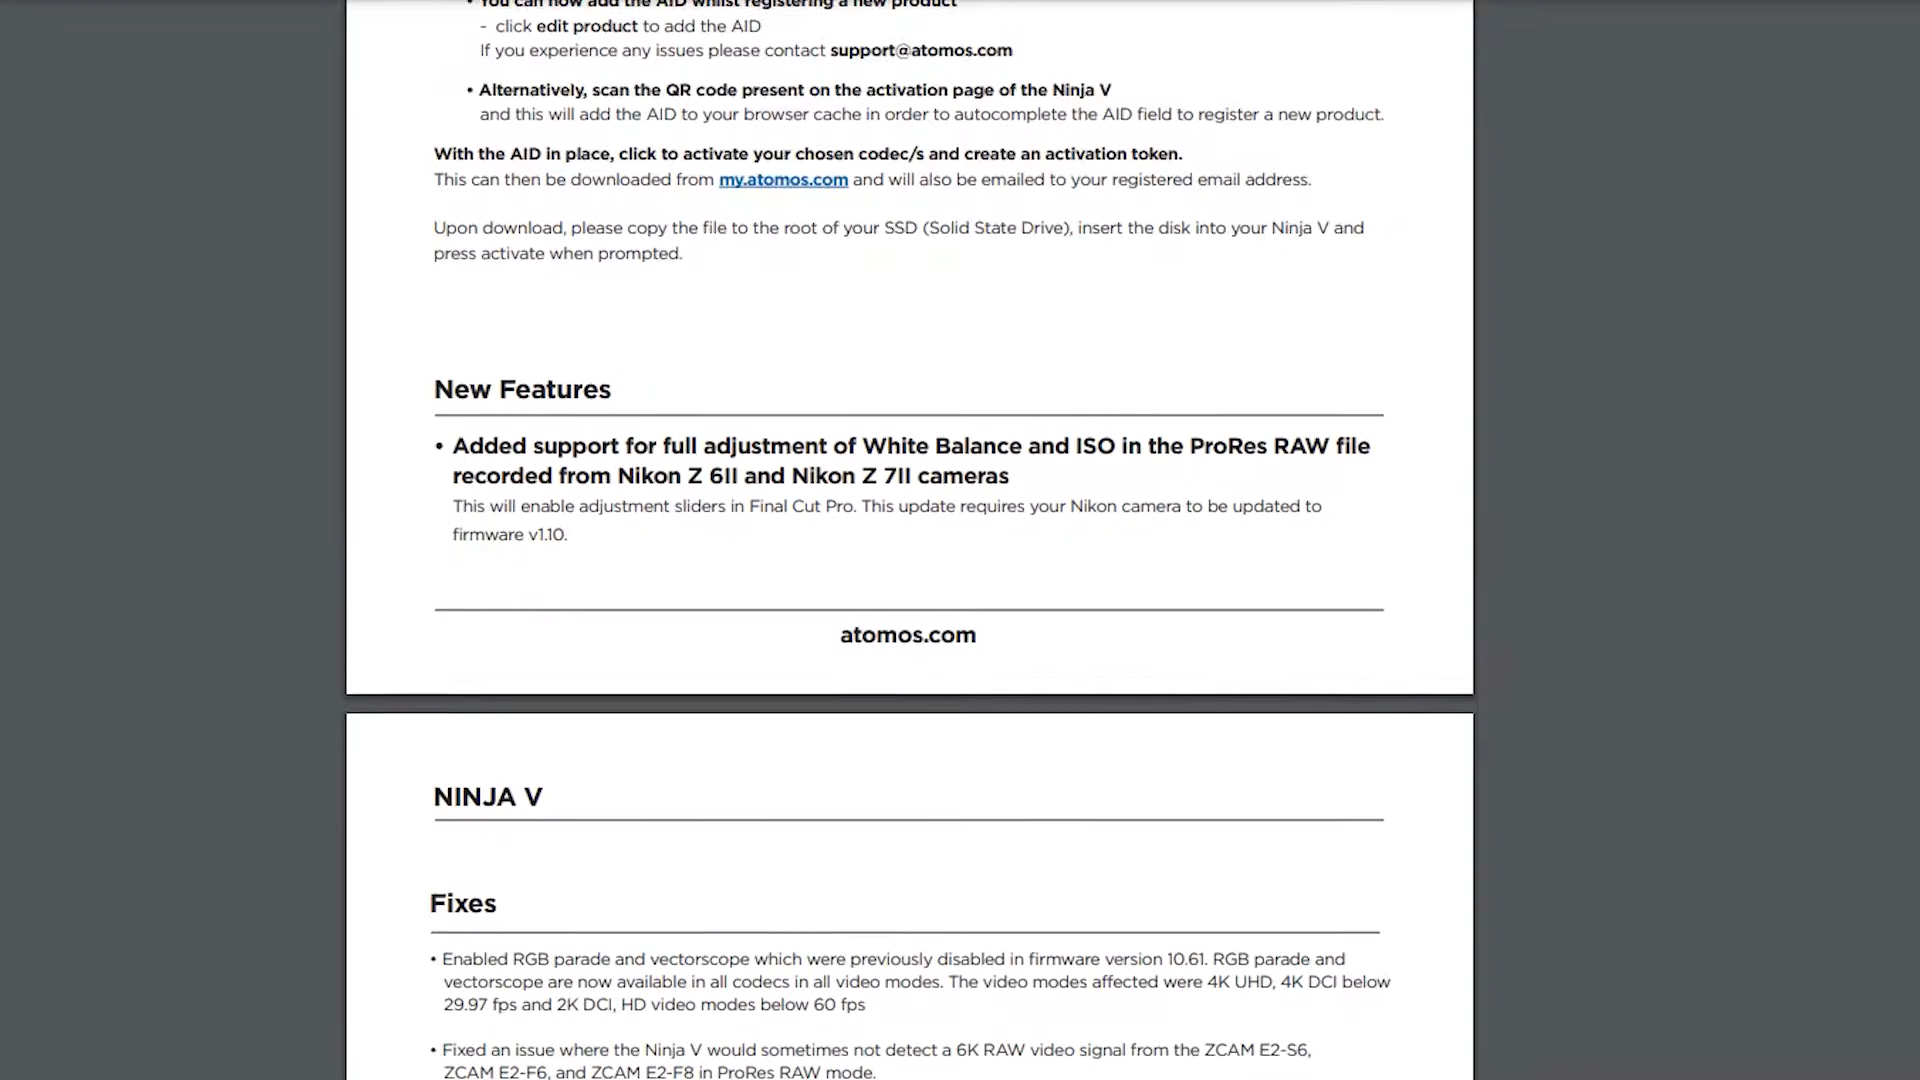 • You can now add the AID whilst registering a new product
- click edit product to add the AID
If you experience any issues please contact support@atomos.com
• Alternatively, scan the QR code present on the activation page of the Ninja V
and this will add the AID to your browser cache in order to autocomplete the AID field to register a new product.
With the AID in place, click to activate your chosen codec/s and create an activation token.
This can then be downloaded from my.atomos.com and will also be emailed to your registered email address.
Upon download, please copy the file to the root of your SSD (Solid State Drive), insert the disk into your Ninja V and
press activate when prompted.
New Features
• Added support for full adjustment of White Balance and ISO in the ProRes RAW file
recorded from Nikon Z 6II and Nikon Z 7II cameras
This will enable adjustment sliders in Final Cut Pro. This update requires your Nikon camera to be updated to
firmware v1.10.
atomos.com
NINJA V
Fixes
• Enabled RGB parade and vectorscope which were previously disabled in firmware version 10.61. RGB parade and
vectorscope are now available in all codecs in all video modes. The video modes affected were 4K UHD, 4K DCI below
29.97 fps and 2K DCI, HD video modes below 60 fps
• Fixed an issue where the Ninja V would sometimes not detect a 6K RAW video signal from the ZCAM E2-S6,
ZCAM E2-F6, and ZCAM E2-F8 in ProRes RAW mode.